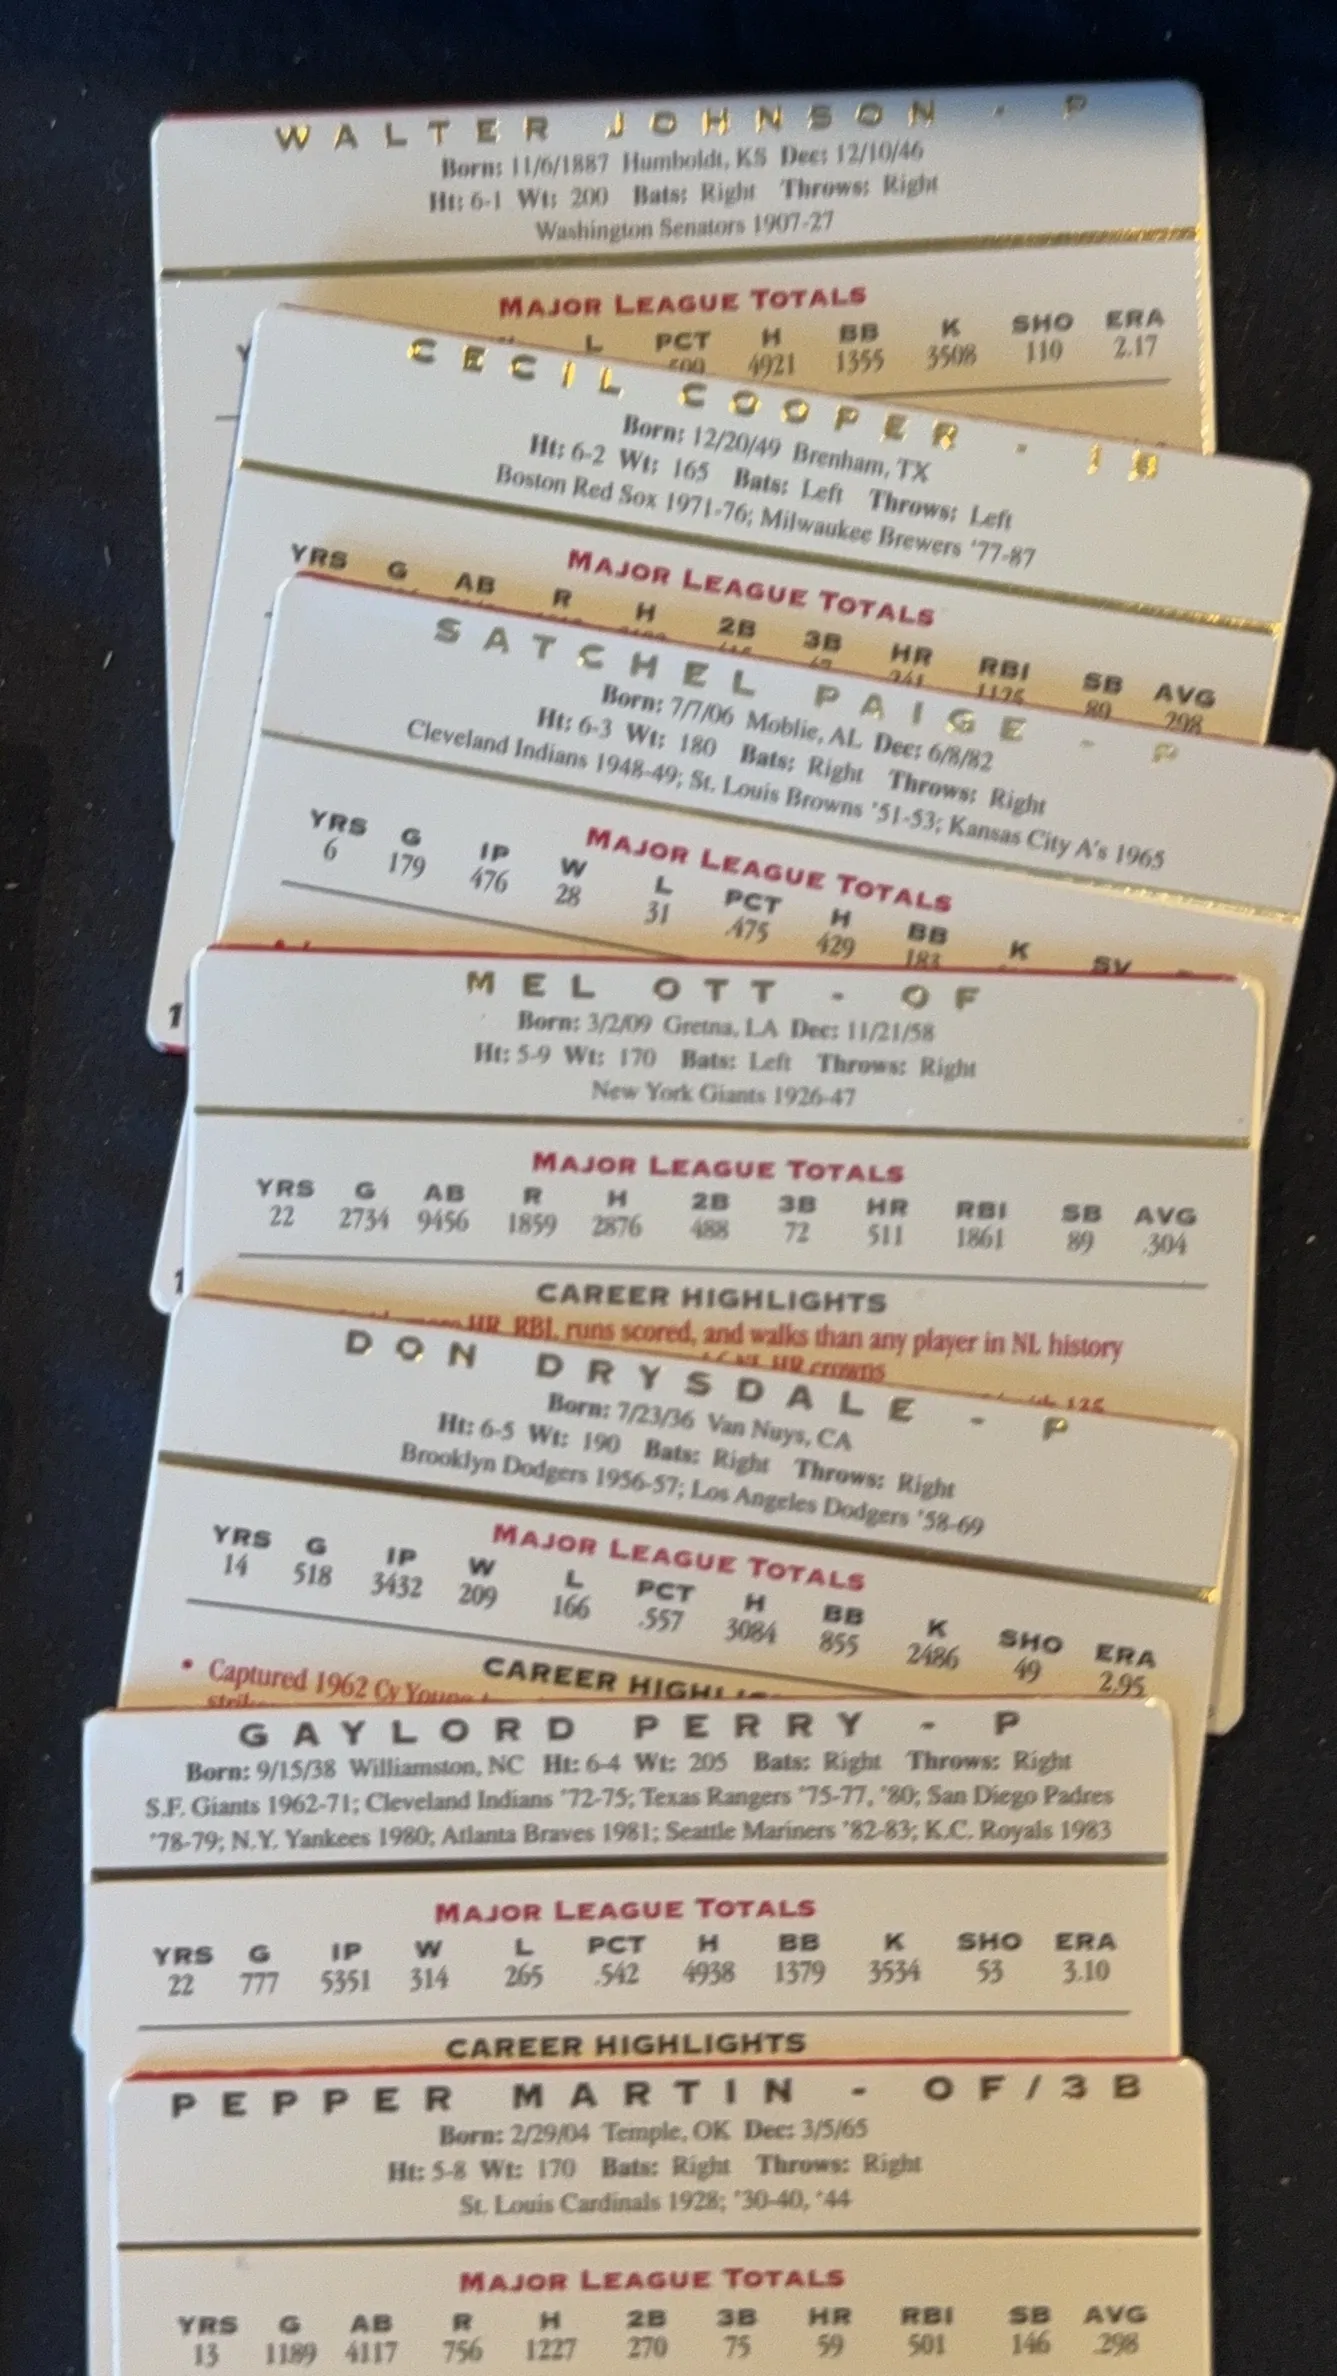 WALTER JOHNSON - P
Born: 11/6/1887 Humboldt, KS Dec: 12/10/46
Ht: 6-1 Wt: 200 Bats: Right Throws: Right
Washington Senators 1907-27
MAJOR LEAGUE TOTALS
L PCT H BB K SHO ERA
4921 1355 3508 110 2.17
CECIL COOPER - 1B
Born: 12/20/49 Brenham, TX
Ht: 6-2 Wt: 165 Bats: Left Throws: Left
Boston Red Sox 1971-76; Milwaukee Brewers '77-87
MAJOR LEAGUE TOTALS
YRS G AB R H 2B 3B HR RBI SB AVG
241 1125 89 .298
SATCHEL PAIGE - P
Born: 7/7/06 Moblie, AL Dec: 6/8/82
Ht: 6-3 Wt: 180 Bats: Right Throws: Right
Cleveland Indians 1948-49; St. Louis Browns '51-53; Kansas City A's 1965
MAJOR LEAGUE TOTALS
YRS G IP W L PCT H BB K SV
6 179 476 28 31 .475 429 183
1
MEL OTT - OF
Born: 3/2/09 Gretna, LA Dec: 11/21/58
Ht: 5-9 Wt: 170 Bats: Left Throws: Right
New York Giants 1926-47
MAJOR LEAGUE TOTALS
YRS G AB R H 2B 3B HR RBI SB AVG
22 2734 9456 1859 2876 488 72 511 1861 89 .304
1
CAREER HIGHLIGHTS
HR, RBI, runs scored, and walks than any player in NL history
NL HR crowns
DON DRYSDALE - P
Born: 7/23/36 Van Nuys, CA
Ht: 6-5 Wt: 190 Bats: Right Throws: Right
Brooklyn Dodgers 1956-57; Los Angeles Dodgers '58-69
MAJOR LEAGUE TOTALS
YRS G IP W L PCT H BB K SHO ERA
14 518 3432 209 166 .557 3084 855 2486 49 2.95
CAREER HIGHLI
• Captured 1962 Cy Young
GAYLORD PERRY - P
Born: 9/15/38 Williamston, NC Ht: 6-4 Wt: 205 Bats: Right Throws: Right
S.F. Giants 1962-71; Cleveland Indians '72-75; Texas Rangers '75-77, '80; San Diego Padres
'78-79; N.Y. Yankees 1980; Atlanta Braves 1981; Seattle Mariners '82-83; K.C. Royals 1983
MAJOR LEAGUE TOTALS
YRS G IP W L PCT H BB K SHO ERA
22 777 5351 314 265 .542 4938 1379 3534 53 3.10
CAREER HIGHLIGHTS
PEPPER MARTIN - OF/3B
Born: 2/29/04 Temple, OK Dec: 3/5/65
Ht: 5-8 Wt: 170 Bats: Right Throws: Right
St. Louis Cardinals 1928; '30-40, '44
MAJOR LEAGUE TOTALS
YRS G AB R H 2B 3B HR RBI SB AVG
13 1189 4117 756 1227 270 75 59 501 146 .298